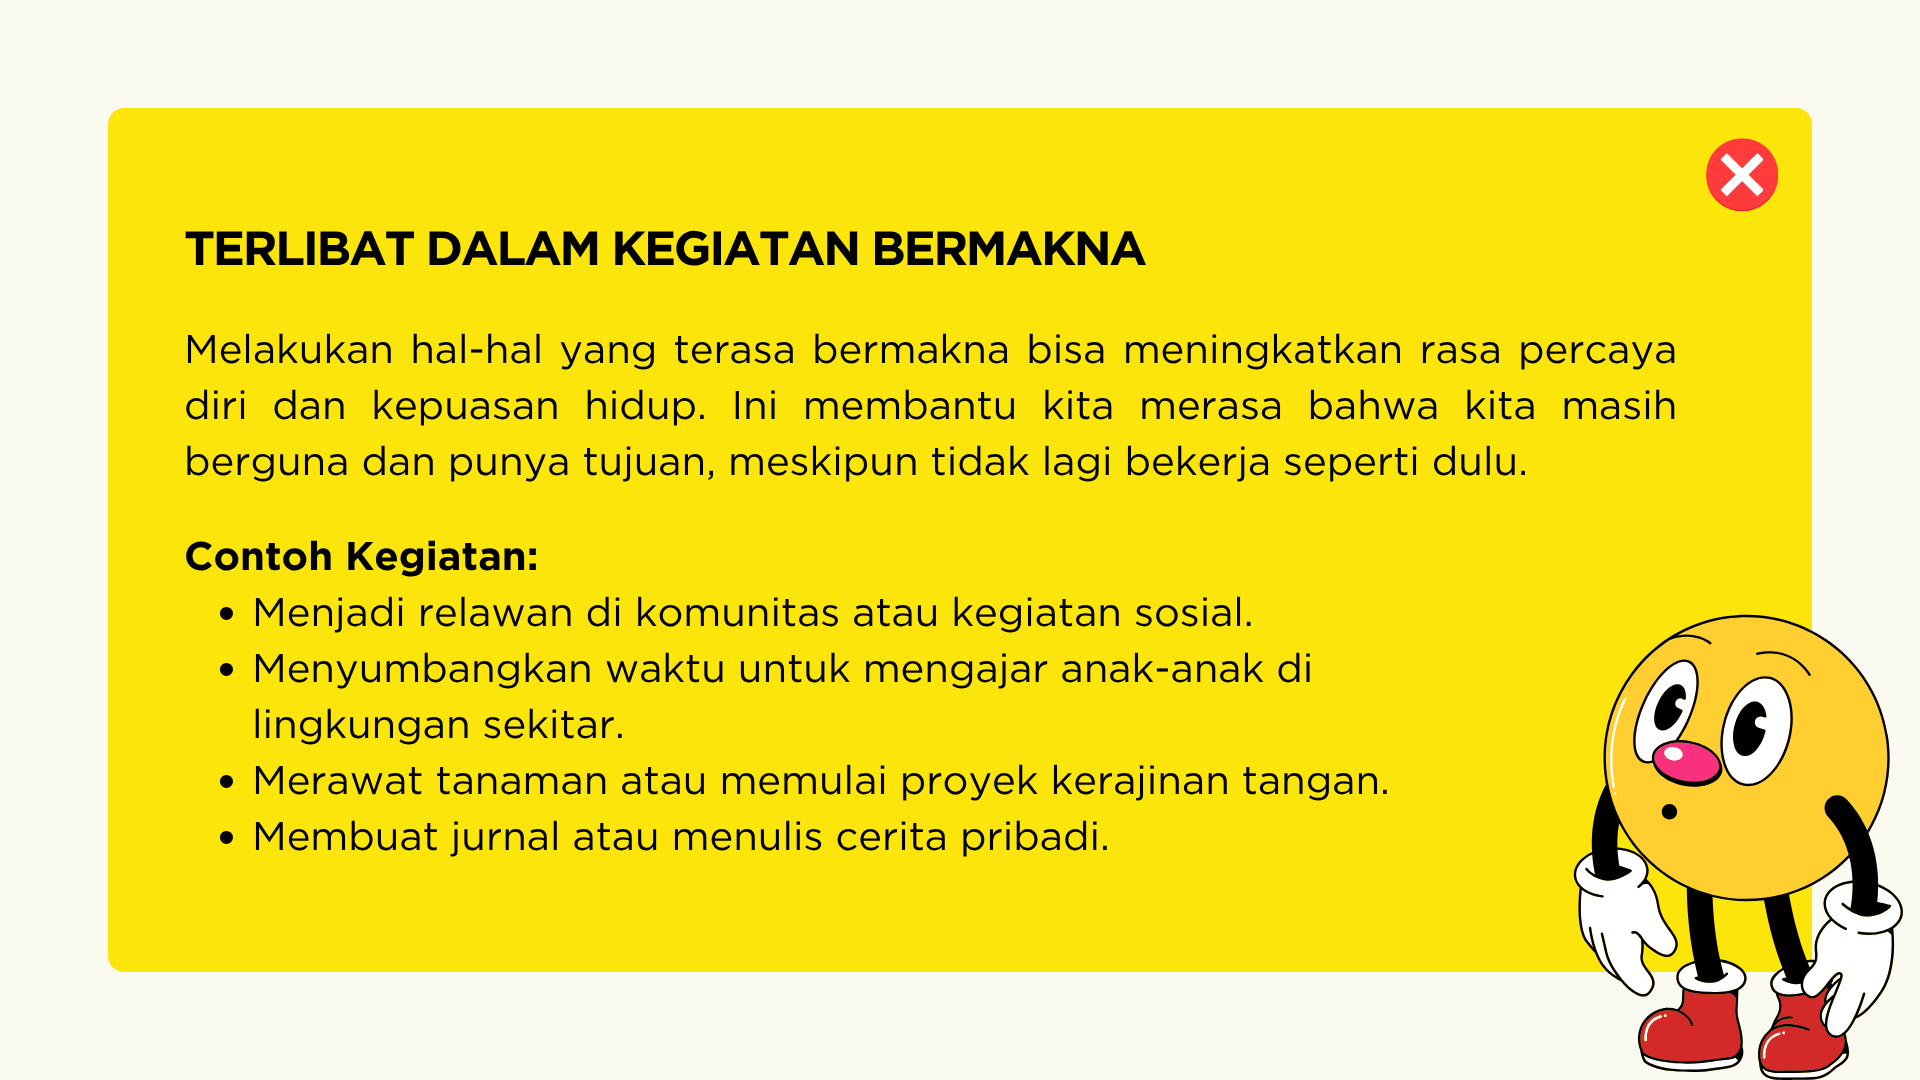 TERLIBAT DALAM KEGIATAN BERMAKNA
Melakukan hal-hal yang terasa bermakna bisa meningkatkan rasa percaya
diri dan kepuasan hidup. Ini membantu kita merasa bahwa kita masih
berguna dan punya tujuan, meskipun tidak lagi bekerja seperti dulu.
Contoh Kegiatan:
• Menjadi relawan di komunitas atau kegiatan sosial.
• Menyumbangkan waktu untuk mengajar anak-anak di
lingkungan sekitar.
• Merawat tanaman atau memulai proyek kerajinan tangan.
• Membuat jurnal atau menulis cerita pribadi.